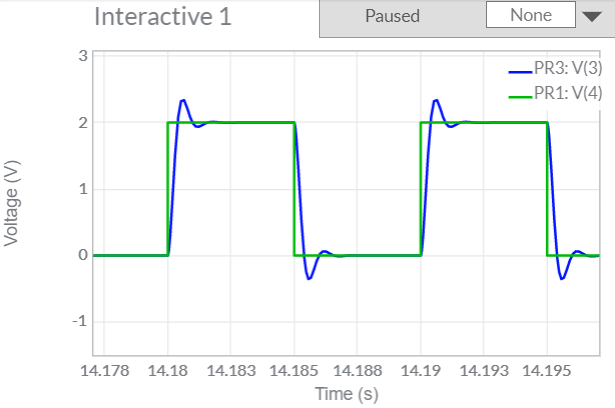 Interactive 1
Paused
None
PR3: V(3)
PR1: V(4)
Voltage (V)
3
2
1
0
-1
14.178 14.18 14.183 14.185 14.188 14.19 14.193 14.195
Time (s)